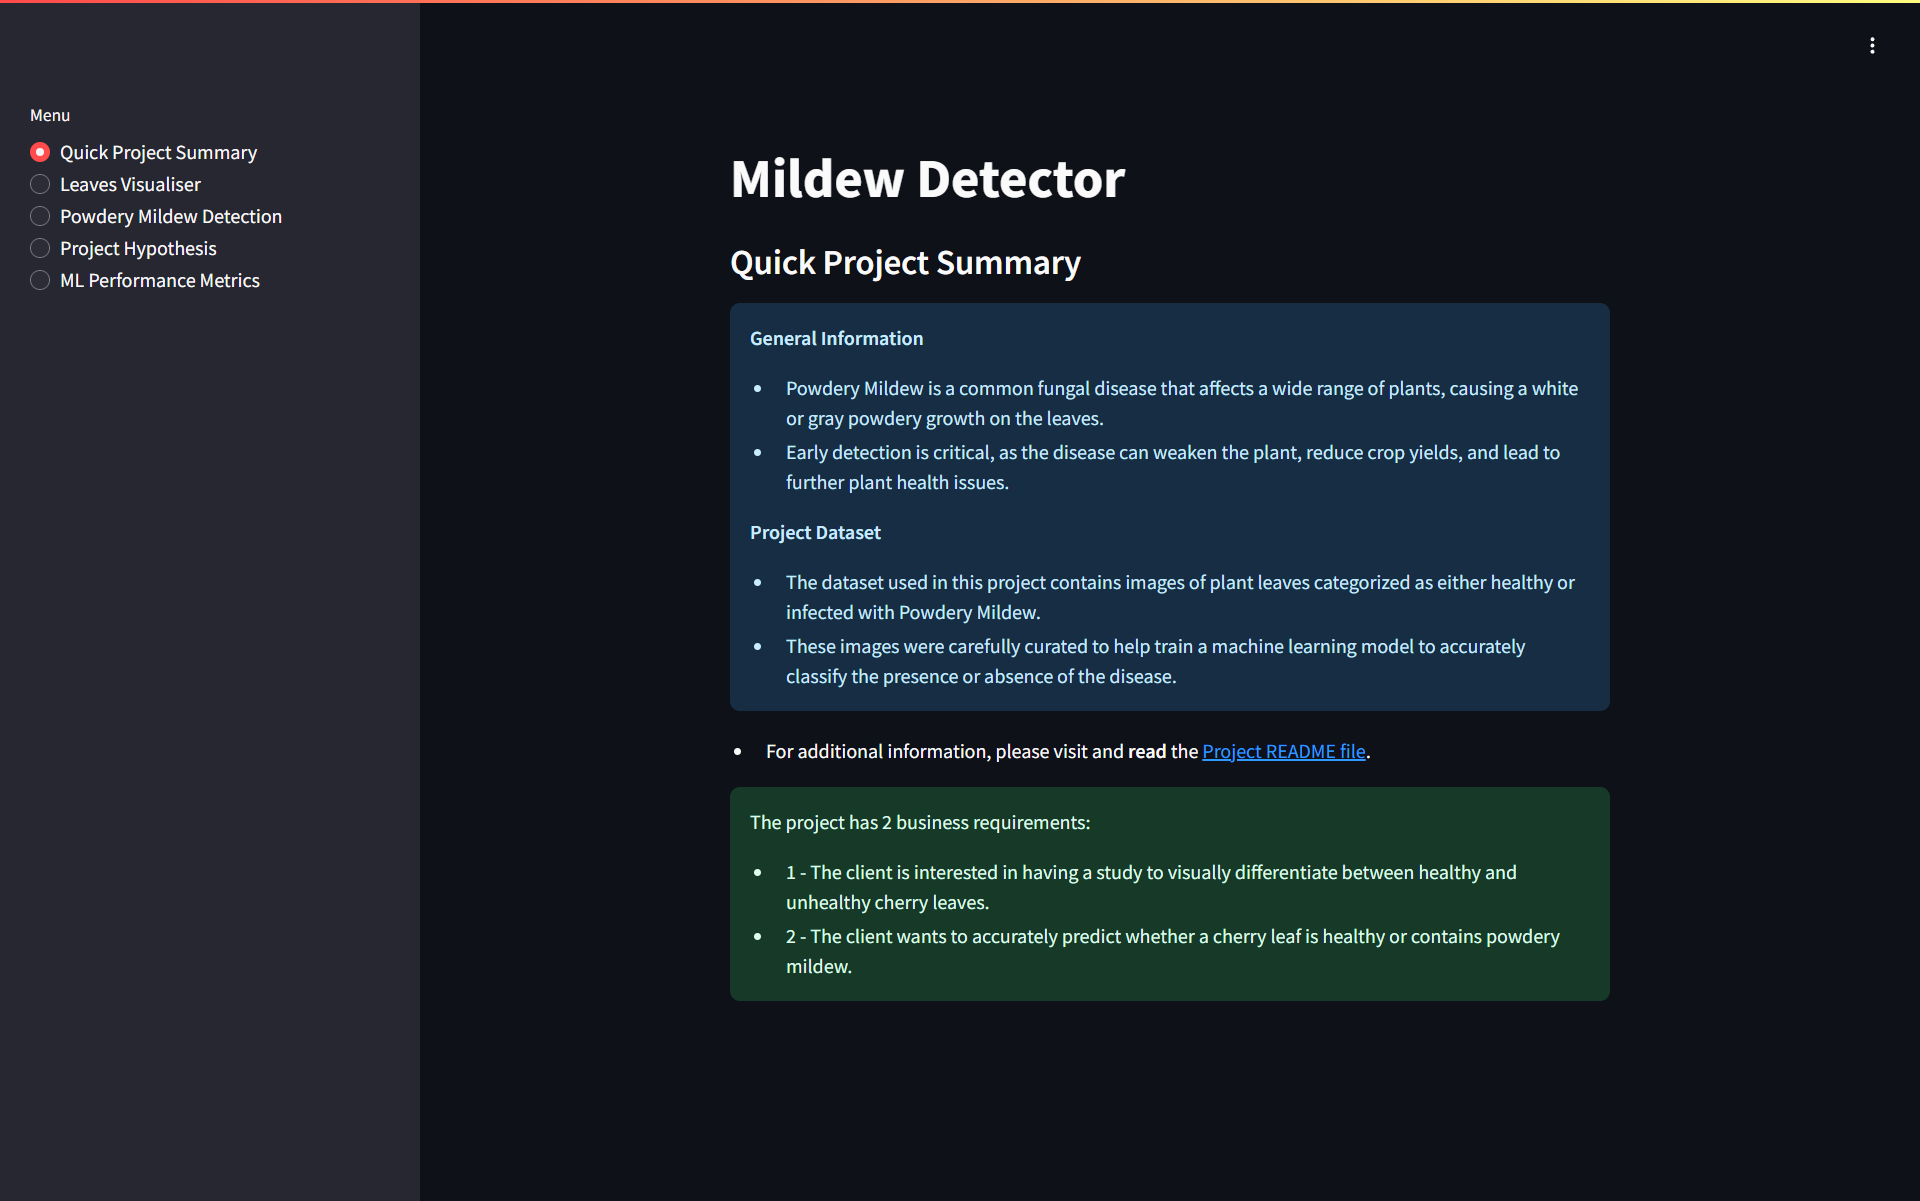 Menu
Quick Project Summary
Leaves Visualiser
Powdery Mildew Detection
Project Hypothesis
ML Performance Metrics
Mildew Detector
Quick Project Summary
General Information
• Powdery Mildew is a common fungal disease that affects a wide range of plants, causing a white
or gray powdery growth on the leaves.
• Early detection is critical, as the disease can weaken the plant, reduce crop yields, and lead to
further plant health issues.
Project Dataset
• The dataset used in this project contains images of plant leaves categorized as either healthy or
infected with Powdery Mildew.
• These images were carefully curated to help train a machine learning model to accurately
classify the presence or absence of the disease.
• For additional information, please visit and read the Project README file.
The project has 2 business requirements:
• 1 - The client is interested in having a study to visually differentiate between healthy and
unhealthy cherry leaves.
• 2 - The client wants to accurately predict whether a cherry leaf is healthy or contains powdery
mildew.